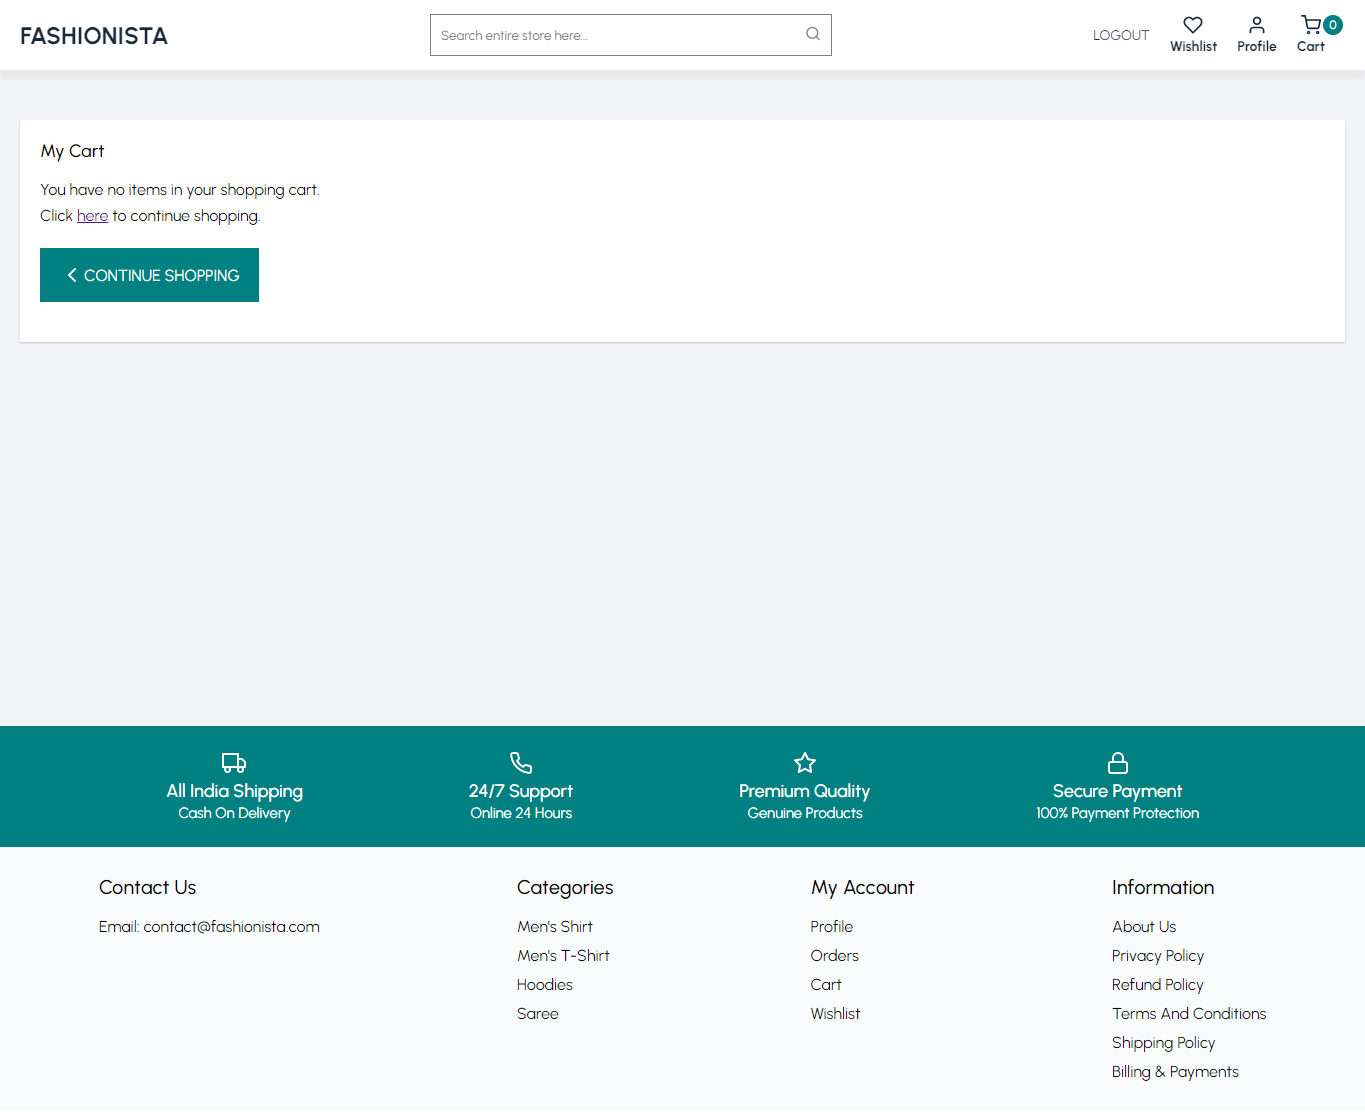 FASHIONISTA
Search entire store here...
LOGOUT
Wishlist
Profile
0
Cart
My Cart
You have no items in your shopping cart.
Click here to continue shopping.
CONTINUE SHOPPING
All India Shipping
Cash On Delivery
24/7 Support
Online 24 Hours
Premium Quality
Genuine Products
Secure Payment
100% Payment Protection
Contact Us
Email: contact@fashionista.com
Categories
Men's Shirt
Men's T-Shirt
Hoodies
Saree
My Account
Profile
Orders
Cart
Wishlist
Information
About Us
Privacy Policy
Refund Policy
Terms And Conditions
Shipping Policy
Billing & Payments